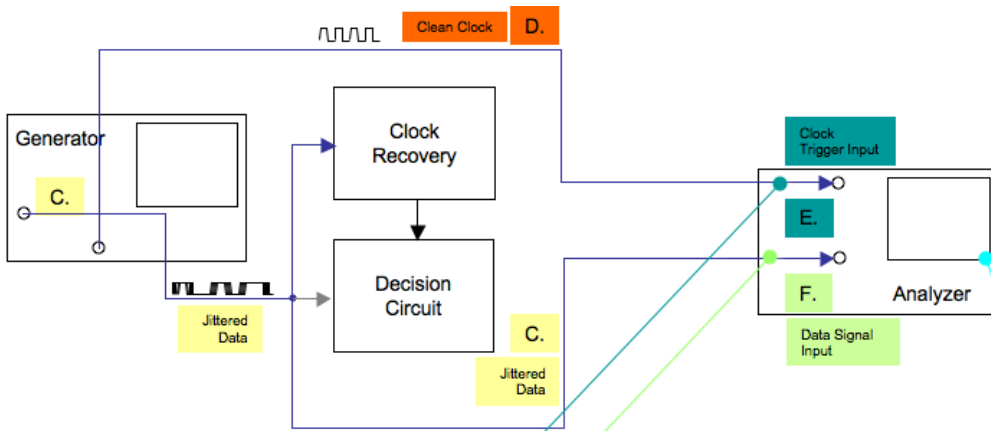 Clean Clock
D.
Generator
Clock
Recovery
Clock
Trigger Input
C.
E.
Decision
Circuit
F.
Analyzer
Jittered
Data
C.
Data Signal
Input
Jittered
Data